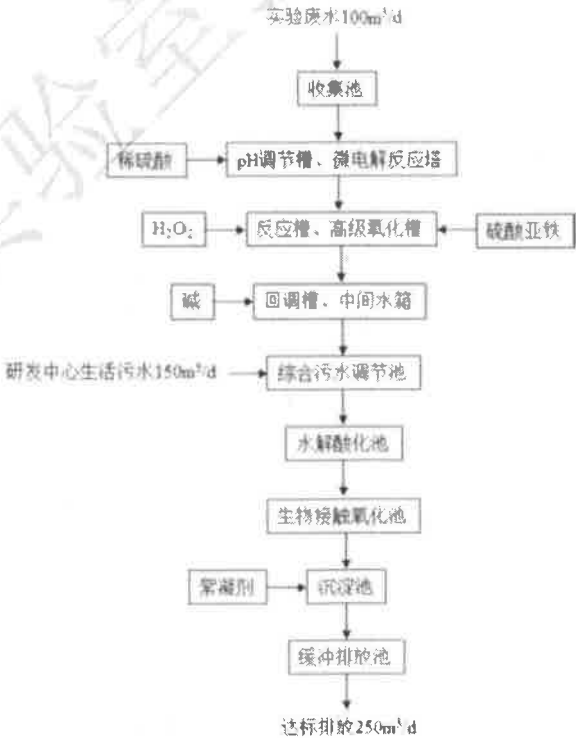 实验废水100m³/d
收集池
稀硫酸
pH调节槽、微电解反应塔
H₂O₂
反应槽、高级氧化槽
硫酸亚铁
碱
回调槽、中间水箱
研发中心生活污水150m³/d
综合污水调节池
水解酸化池
生物接触氧化池
絮凝剂
沉淀池
缓冲排放池
达标排放250m³/d